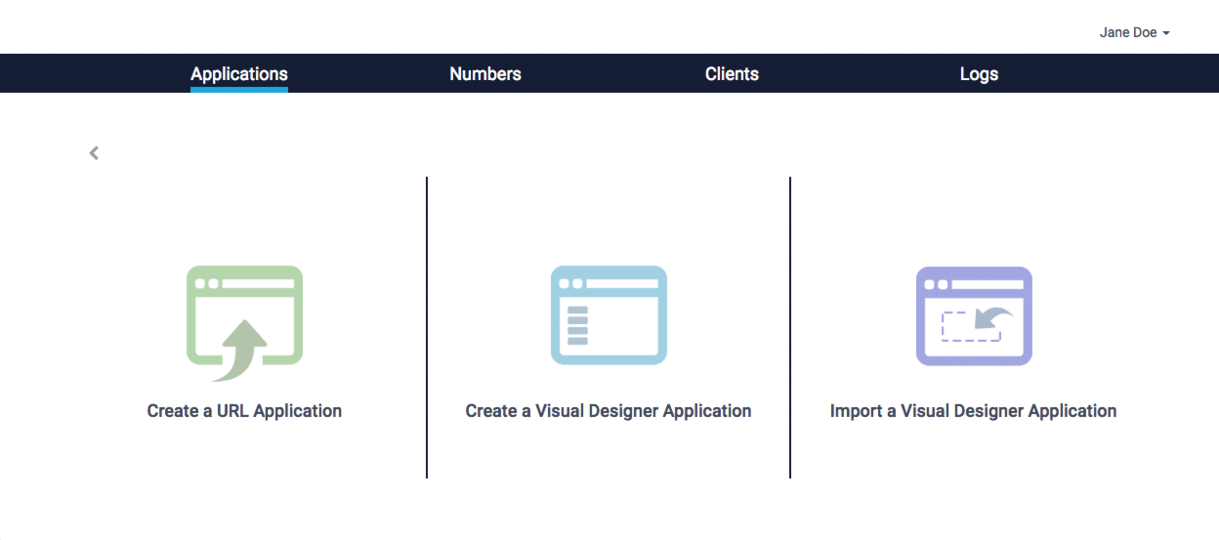 Jane Doe
Applications Numbers Clients Logs
Create a URL Application
Create a Visual Designer Application
Import a Visual Designer Application